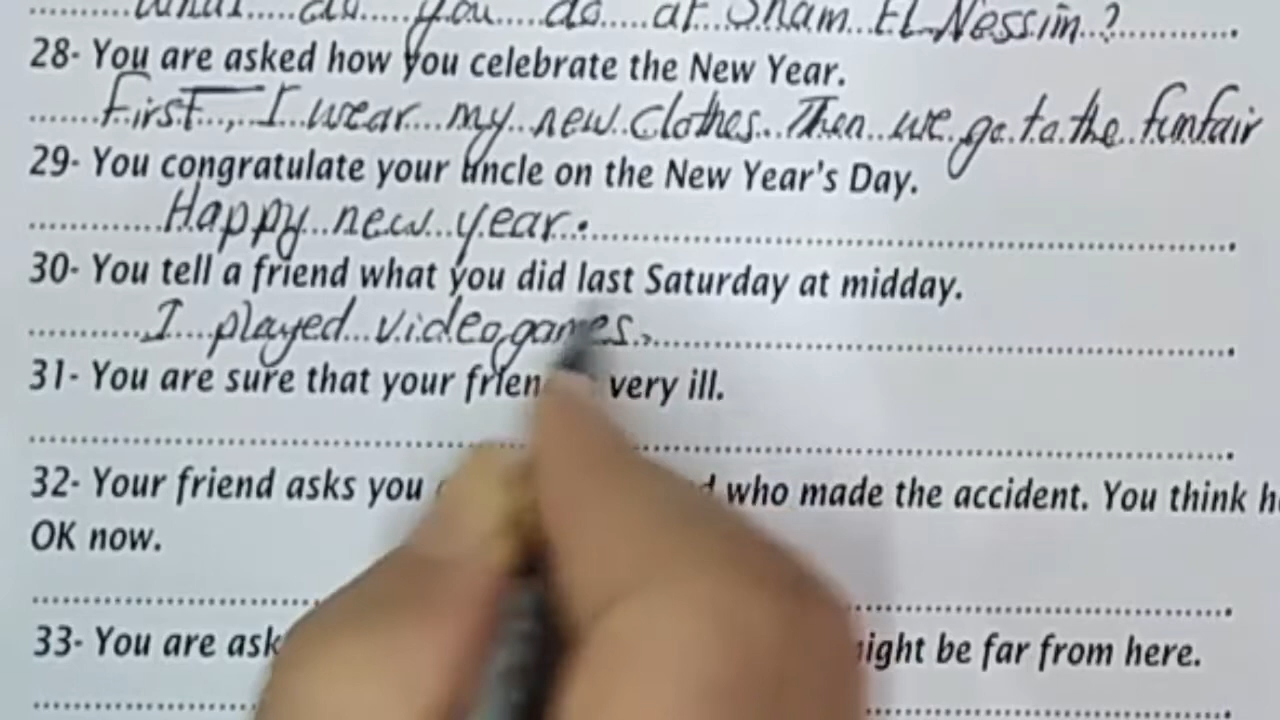 What do you do at Sham EL Nessim?
28- You are asked how you celebrate the New Year.
First, I wear my new clothes. Then we go to the funfair
29- You congratulate your uncle on the New Year's Day.
Happy new year.
30- You tell a friend what you did last Saturday at midday.
I played video games.
31- You are sure that your very ill.
32- Your friend asks you who made the accident. You think
OK now.
33- You are be far from here.